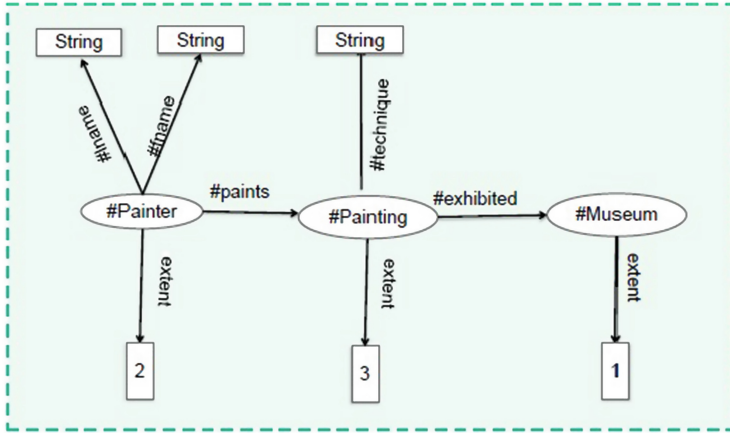 String
String
String
#lname
#fname
#technique
#paints
#exhibited
#Painter
#Painting
#Museum
extent
extent
extent
2
3
1